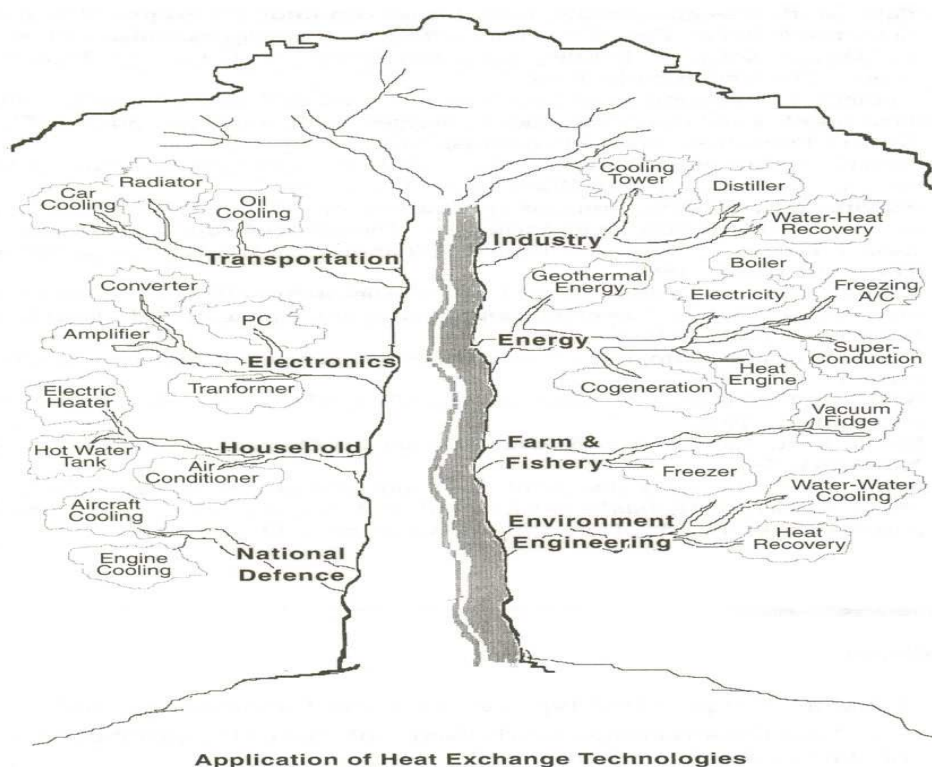 Car
Cooling
Radiator
Oil
Cooling
Transportation
Converter
Amplifier
PC
Electronics
Tranformer
Electric
Heater
Household
Hot Water
Tank
Air
Conditioner
Aircraft
Cooling
National
Defence
Engine
Cooling
Cooling
Tower
Distiller
Water-Heat
Recovery
Industry
Geothermal
Energy
Boiler
Electricity
Freezing
A/C
Energy
Super-
Conduction
Heat
Engine
Cogeneration
Vacuum
Fidge
Farm &
Fishery
Freezer
Water-Water
Cooling
Environment
Engineering
Heat
Recovery
Application of Heat Exchange Technologies